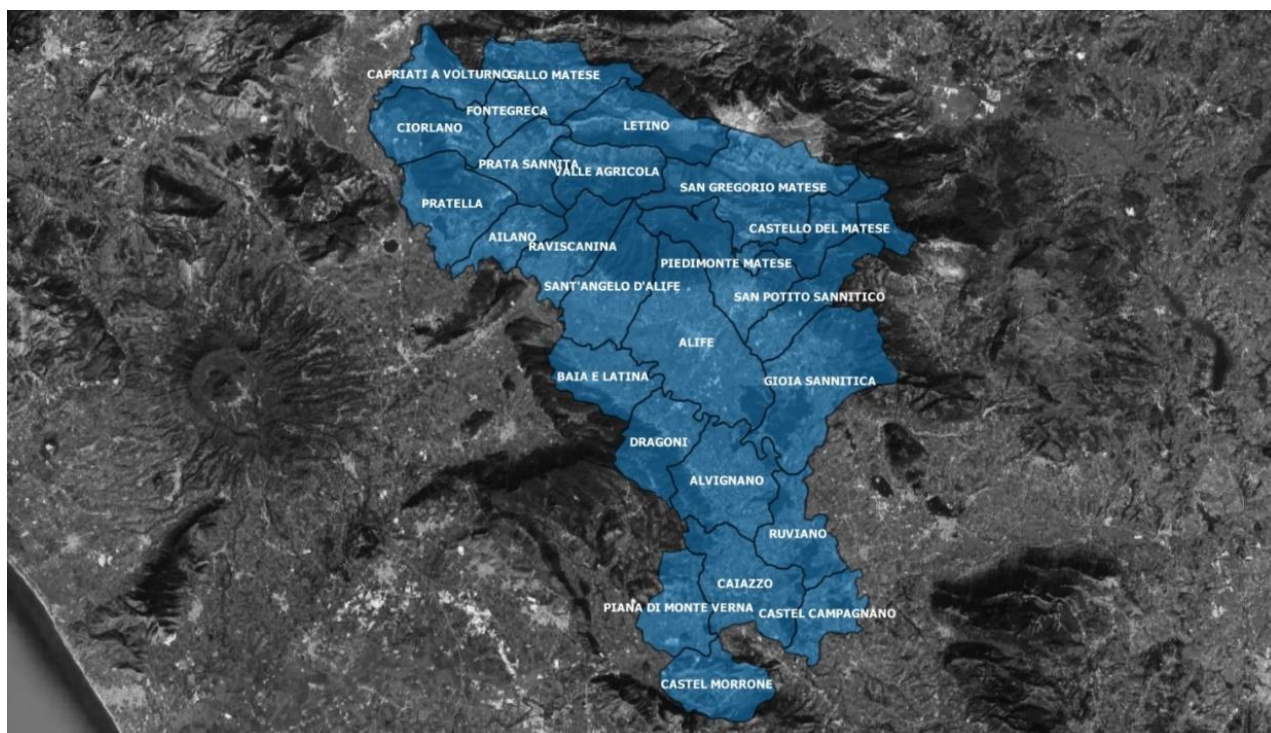 CAPRIATI A VOLTURNO
GALLO MATESE
FONTEGRECA
CIORLANO
LETINO
PRATA SANNITA
VALLE AGRICOLA
SAN GREGORIO MATESE
PRATELLA
CASTELLO DEL MATESE
AILANO
RAVISCANINA
PIEDIMONTE MATESE
SANT'ANGELO D'ALIFE
SAN POTITO SANNITICO
ALIFE
BAIA E LATINA
GIOIA SANNITICA
DRAGONI
ALVIGNANO
RUVIANO
CAIAZZO
PIANA DI MONTE VERNA
CASTEL CAMPAGNANO
CASTEL MORRONE